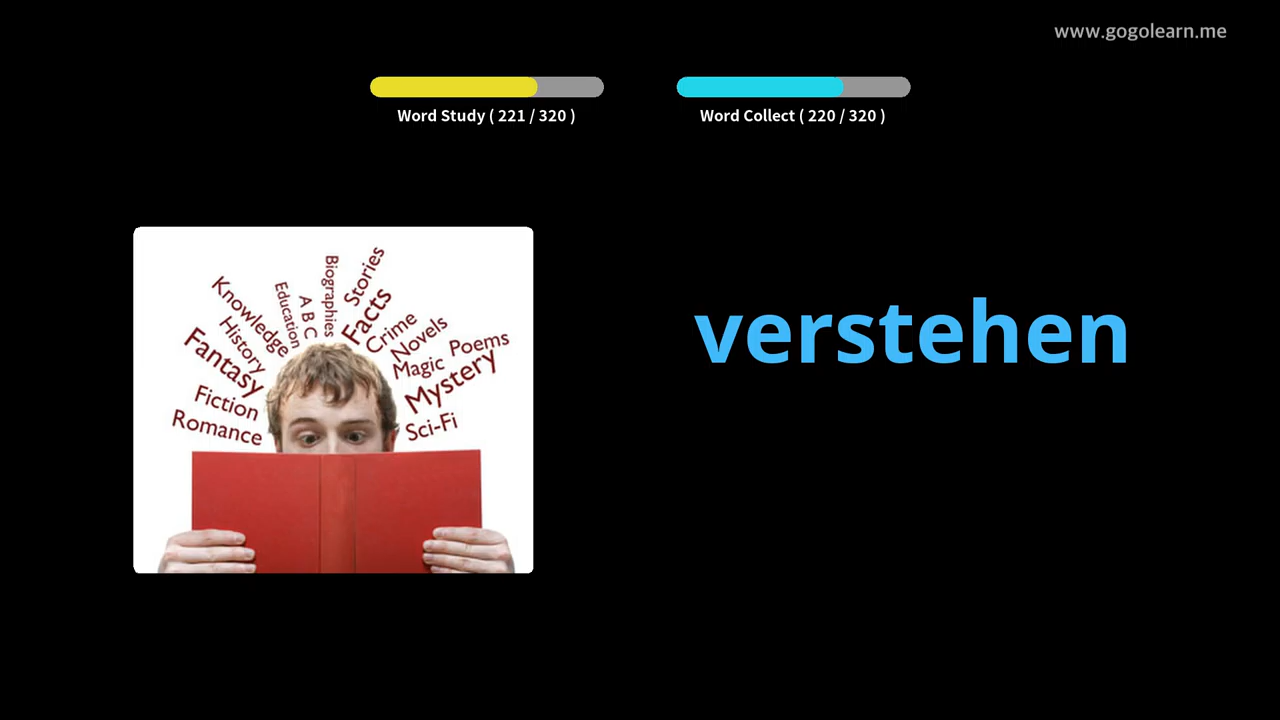 www.gogolearn.me
Word Study ( 221 / 320 )
Word Collect ( 220 / 320 )
Biographies
Stories
Knowledge
Education
A B C
Facts
Crime
History
Novels
Fantasy
Magic
Poems
Mystery
Fiction
Romance
Sci-Fi
verstehen